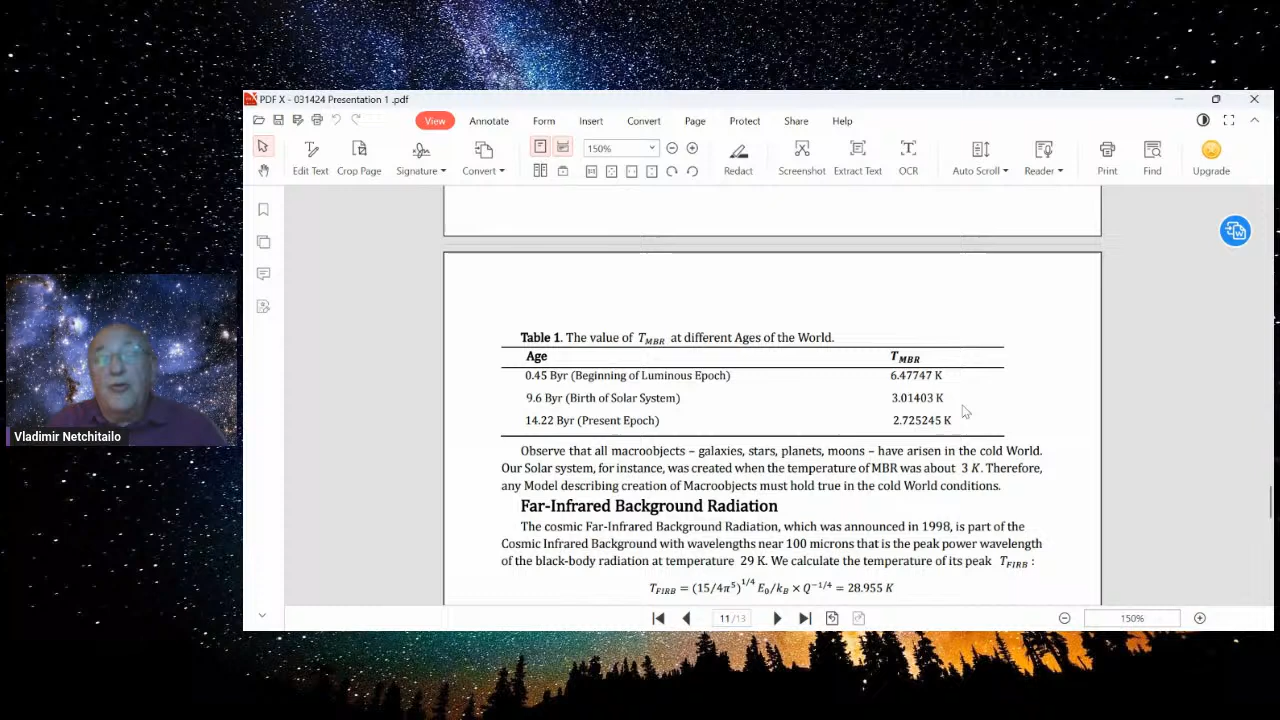 PDF X - 031424 Presentation 1 .pdf
View Annotate Form Insert Convert Page Protect Share Help
150%
Edit Text Crop Page Signature Convert Redact Screenshot Extract Text OCR Auto Scroll Reader Print Find Upgrade
Table 1. The value of T_MBR at different Ages of the World.
Age T_MBR
0.45 Byr (Beginning of Luminous Epoch) 6.47747 K
9.6 Byr (Birth of Solar System) 3.01403 K
14.22 Byr (Present Epoch) 2.725245 K
Observe that all macroobjects – galaxies, stars, planets, moons – have arisen in the cold World.
Our Solar system, for instance, was created when the temperature of MBR was about 3 K. Therefore,
any Model describing creation of Macroobjects must hold true in the cold World conditions.
Far-Infrared Background Radiation
The cosmic Far-Infrared Background Radiation, which was announced in 1998, is part of the
Cosmic Infrared Background with wavelengths near 100 microns that is the peak power wavelength
of the black-body radiation at temperature 29 K. We calculate the temperature of its peak T_FIRB :
T_FIRB = (15/4π⁵)^1/4 E₀/k_B × Q^−1/4 = 28.955 K
11/13
150%
Vladimir Netchitailo